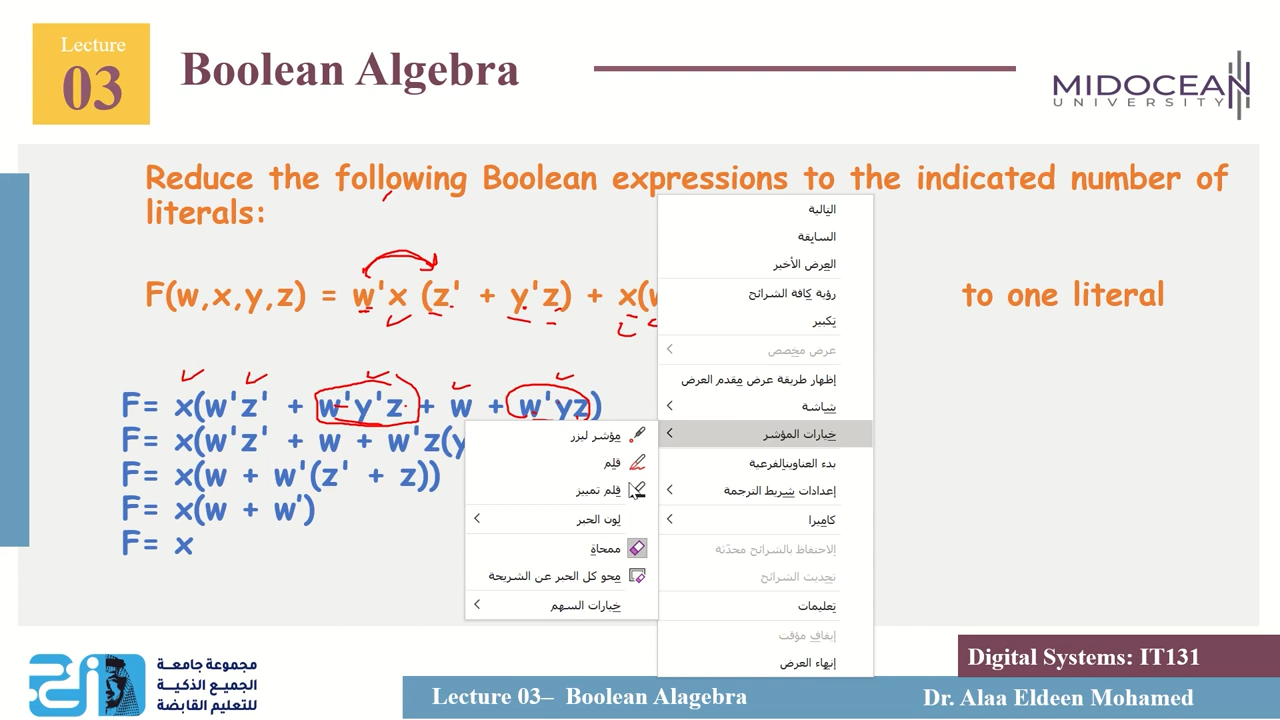 Lecture
03
Boolean Algebra
MIDOCEAN
UNIVERSITY
Reduce the following Boolean expressions to the indicated number of
literals:
F(w,x,y,z) = w'x (z' + y'z) + x(w
to one literal
F= x(w'z' + w'y'z + w + w'yz)
F= x(w'z' + w + w'z(y
F= x(w + w'(z' + z))
F= x(w + w')
F= x
التالية
السابقة
العرض الأخير
رؤية كافة الشرائح
تكبير
عرض مخصص
إظهار طريقة عرض مقدم العرض
شاشة
خيارات المؤشر
بدء العناوين الفرعية
إعدادات شريط الترجمة
كاميرا
الاحتفاظ بالشرائح محدّثة
تحديث الشرائح
تعليمات
إيقاف مؤقت
إنهاء العرض
مؤشر ليزر
قلم
قلم تمييز
لون الحبر
ممحاة
محو كل الحبر عن الشريحة
خيارات السهم
مجموعة جامعة
الجميع الذكية
للتعليم القابضة
Digital Systems: IT131
Lecture 03– Boolean Alagebra
Dr. Alaa Eldeen Mohamed